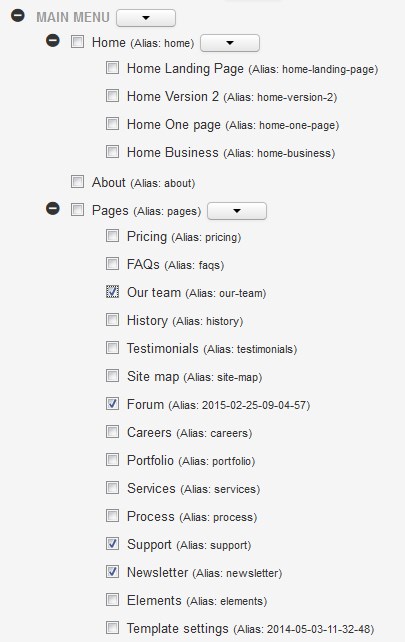 MAIN MENU
Home (Alias: home)
Home Landing Page (Alias: home-landing-page)
Home Version 2 (Alias: home-version-2)
Home One page (Alias: home-one-page)
Home Business (Alias: home-business)
About (Alias: about)
Pages (Alias: pages)
Pricing (Alias: pricing)
FAQs (Alias: faqs)
Our team (Alias: our-team)
History (Alias: history)
Testimonials (Alias: testimonials)
Site map (Alias: site-map)
Forum (Alias: 2015-02-25-09-04-57)
Careers (Alias: careers)
Portfolio (Alias: portfolio)
Services (Alias: services)
Process (Alias: process)
Support (Alias: support)
Newsletter (Alias: newsletter)
Elements (Alias: elements)
Template settings (Alias: 2014-05-03-11-32-48)